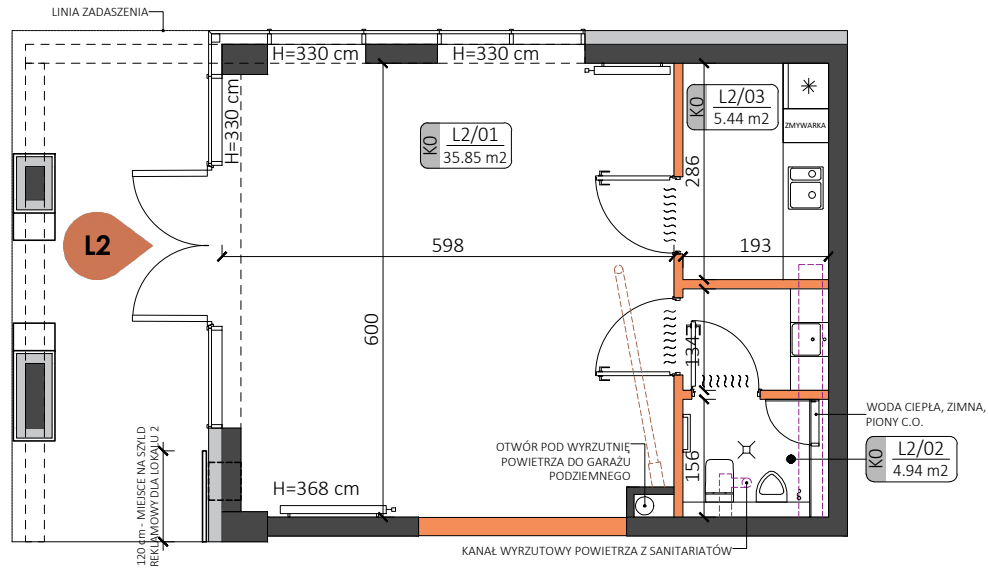 LINIA ZADASZENIA
H=330 cm
H=330 cm
H=330 cm
K0
L2/01
35.85 m2
K0
L2/03
5.44 m2
ZMYWARKA
286
L2
598
193
600
134
WODA CIEPŁA, ZIMNA,
PIONY C.O.
K0
L2/02
4.94 m2
156
OTWÓR POD WYRZUTNIĘ
POWIETRZA DO GARAŻU
PODZIEMNEGO
120 cm - MIEJSCE NA SZYLD
REKLAMOWY DLA LOKALU 2
H=368 cm
KANAŁ WYRZUTOWY POWIETRZA Z SANITARIATÓW